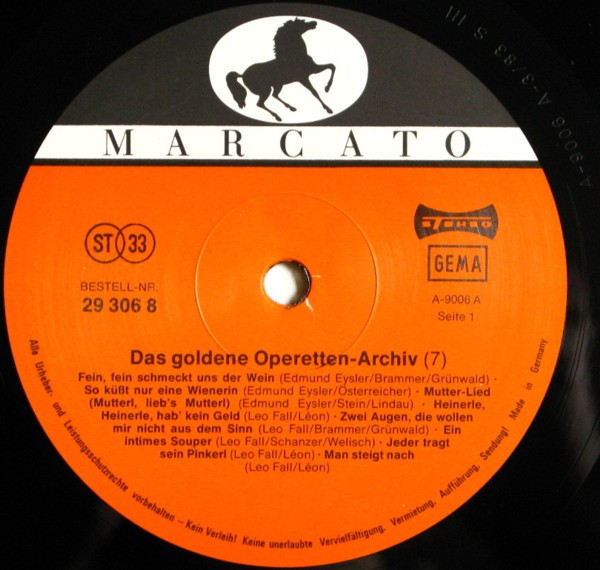 MARCATO
ST 33
GEMA
BESTELL-NR.
29 306 8
A-9006 A
Seite 1
Das goldene Operetten-Archiv (7)
Fein, fein schmeckt uns der Wein (Edmund Eysler/Brammer/Grünwald) ·
So küßt nur eine Wienerin (Edmund Eysler/Österreicher) · Mutter-Lied
(Mutterl, lieb's Mutterl) (Edmund Eysler/Stein/Lindau) · Heinerle,
Heinerle, hab' kein Geld (Leo Fall/Léon) · Zwei Augen, die wollen
mir nicht aus dem Sinn (Leo Fall/Brammer/Grünwald) · Ein
intimes Souper (Leo Fall/Schanzer/Welisch) · Jeder tragt
sein Pinkerl (Leo Fall/Léon) · Man steigt nach
(Leo Fall/Léon)
Alle Urheber- und Leistungsschutzrechte vorbehalten – Kein Verleih! Keine unerlaubte Vervielfältigung, Vermietung, Aufführung, Sendung! Made in Germany
A-9006 A-3/83 S III